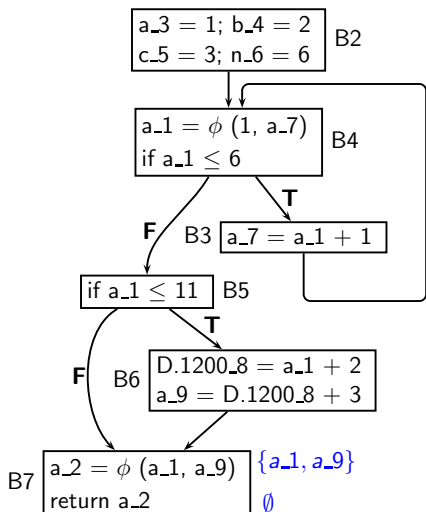 a_3 = 1; b_4 = 2
c_5 = 3; n_6 = 6
B2
a_1 = ϕ (1, a_7)
if a_1 ≤ 6
B4
F
T
B3
a_7 = a_1 + 1
if a_1 ≤ 11
B5
F
T
B6
D.1200_8 = a_1 + 2
a_9 = D.1200_8 + 3
B7
a_2 = ϕ (a_1, a_9)
{a_1, a_9}
return a_2
∅